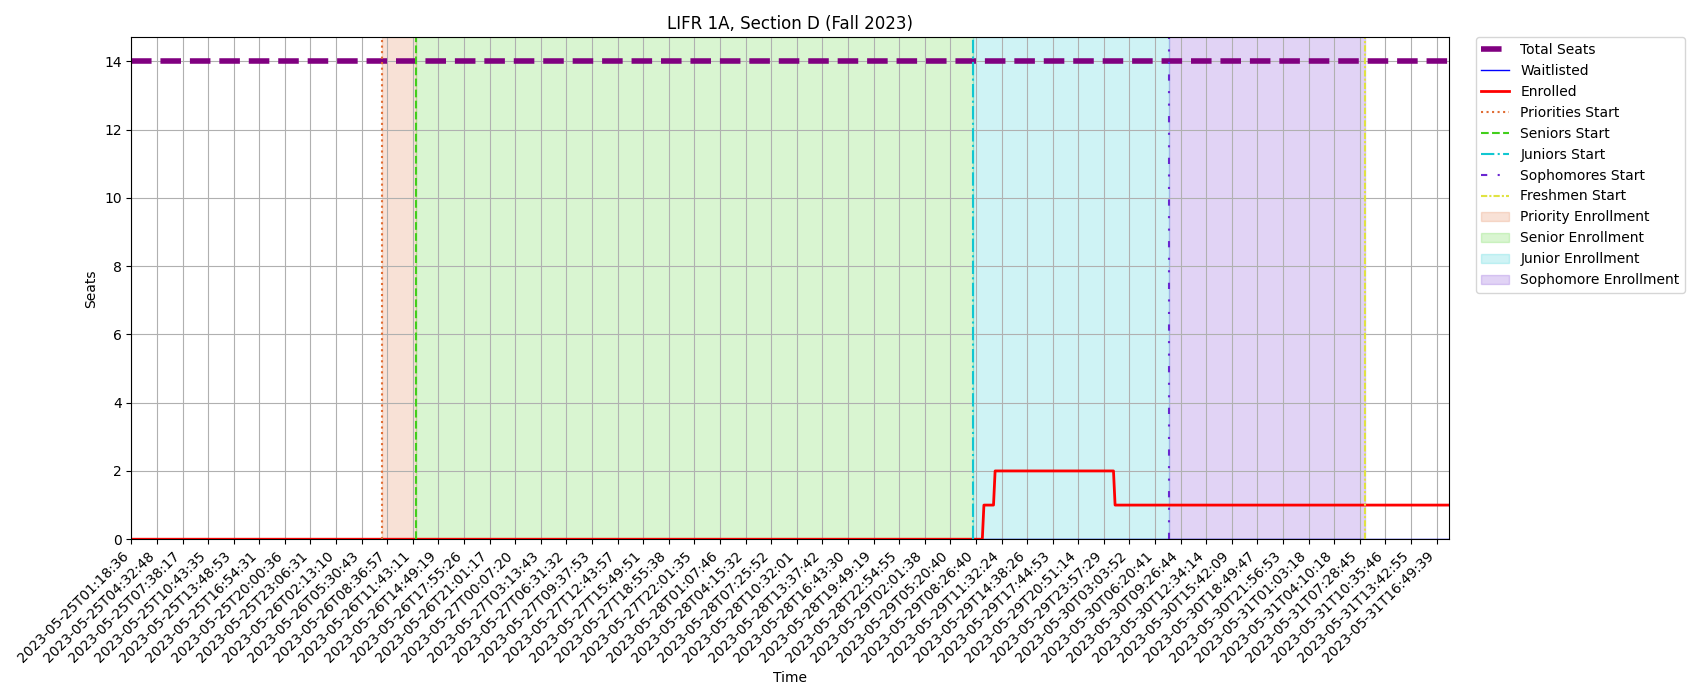 LIFR 1A, Section D (Fall 2023)
Seats
14
12
10
8
6
4
2
0
2023-05-25T01:18:36
2023-05-25T04:32:48
2023-05-25T07:38:17
2023-05-25T10:43:35
2023-05-25T13:48:53
2023-05-25T16:54:31
2023-05-25T20:00:36
2023-05-25T23:06:31
2023-05-26T02:13:10
2023-05-26T05:30:43
2023-05-26T08:36:57
2023-05-26T11:43:11
2023-05-26T14:49:19
2023-05-26T17:55:26
2023-05-26T21:01:17
2023-05-27T00:07:20
2023-05-27T03:13:43
2023-05-27T06:31:32
2023-05-27T09:37:53
2023-05-27T12:43:57
2023-05-27T15:49:51
2023-05-27T18:55:38
2023-05-27T22:01:35
2023-05-28T01:07:46
2023-05-28T04:15:32
2023-05-28T07:25:52
2023-05-28T10:32:01
2023-05-28T13:37:42
2023-05-28T16:43:30
2023-05-28T19:49:19
2023-05-28T22:54:55
2023-05-29T02:01:38
2023-05-29T05:20:40
2023-05-29T08:26:40
2023-05-29T11:32:24
2023-05-29T14:38:26
2023-05-29T17:44:53
2023-05-29T20:51:14
2023-05-29T23:57:29
2023-05-30T03:03:52
2023-05-30T06:20:41
2023-05-30T09:26:44
2023-05-30T12:34:14
2023-05-30T15:42:09
2023-05-30T18:49:47
2023-05-30T21:56:53
2023-05-31T01:03:18
2023-05-31T04:10:18
2023-05-31T07:28:45
2023-05-31T10:35:46
2023-05-31T13:42:55
2023-05-31T16:49:39
Time
Total Seats
Waitlisted
Enrolled
Priorities Start
Seniors Start
Juniors Start
Sophomores Start
Freshmen Start
Priority Enrollment
Senior Enrollment
Junior Enrollment
Sophomore Enrollment